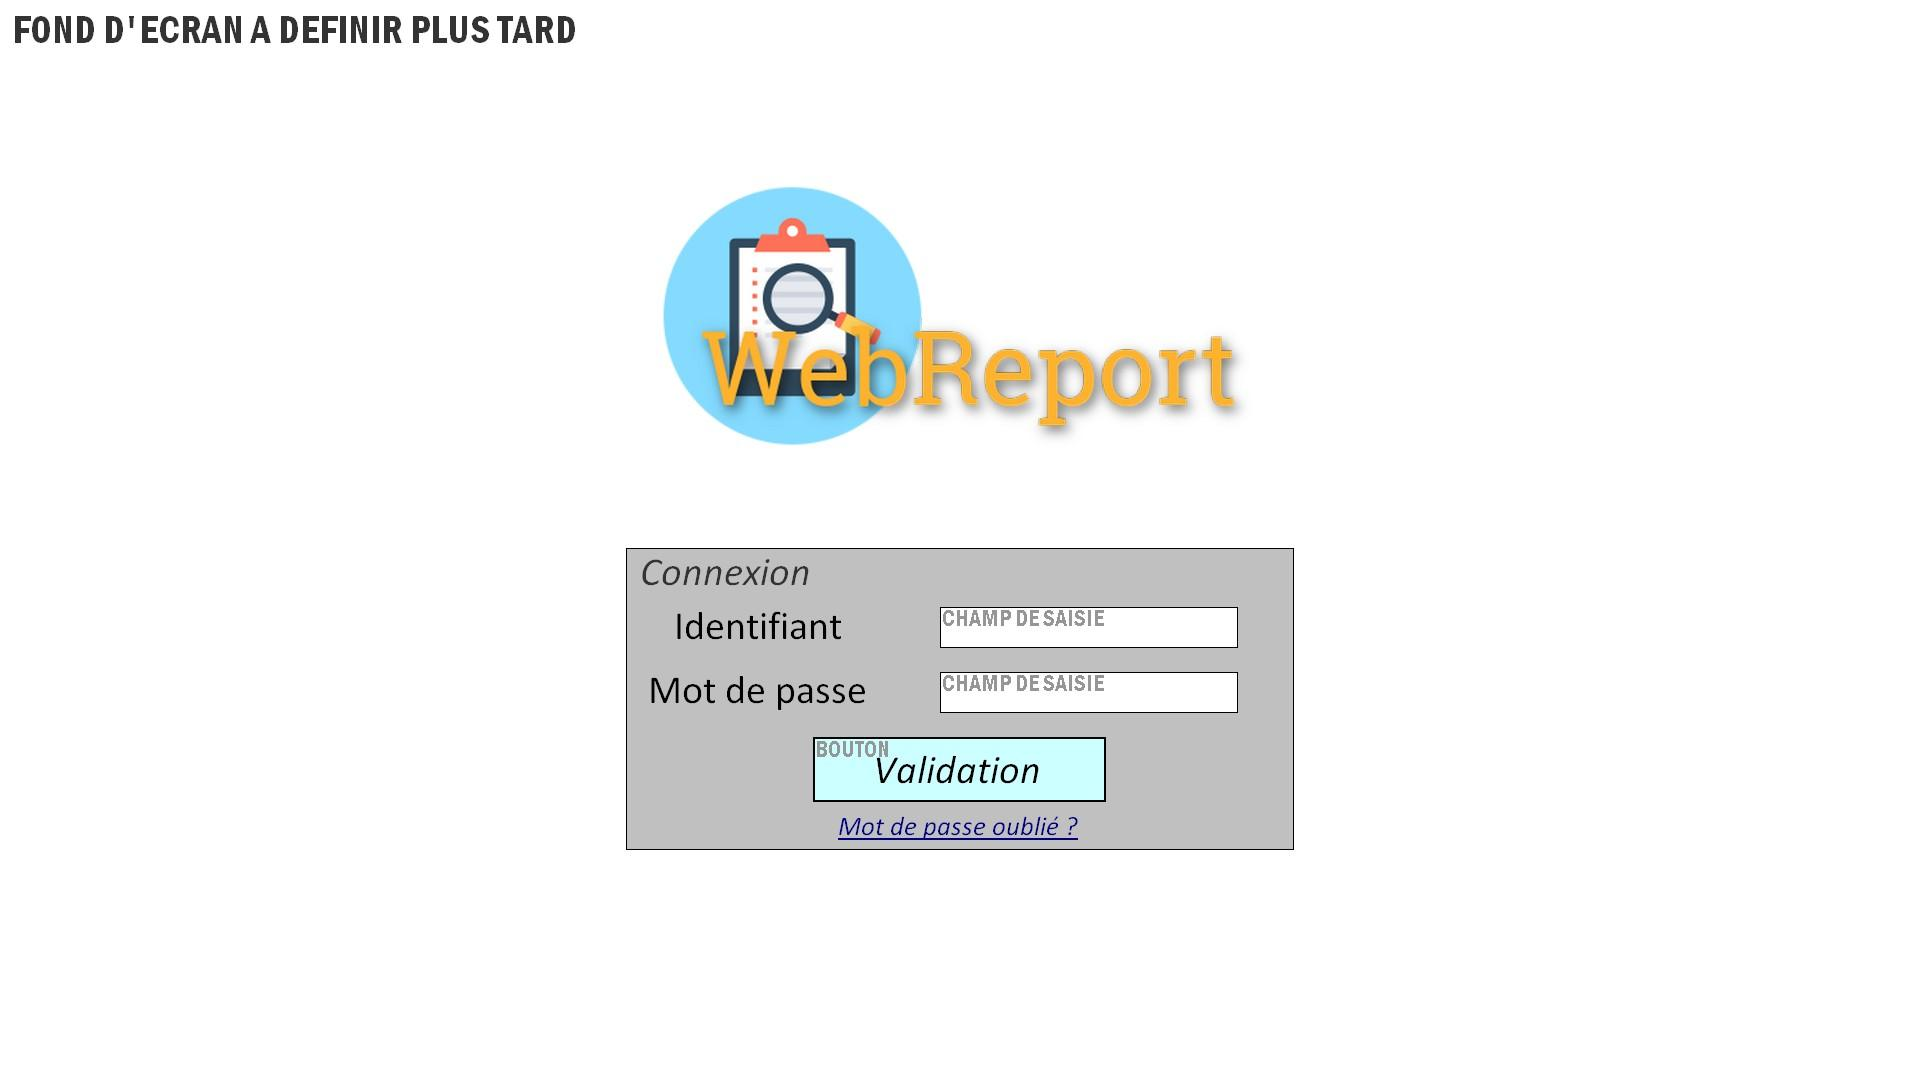 FOND D'ECRAN A DEFINIR PLUS TARD
WebReport
Connexion
Identifiant
CHAMP DE SAISIE
Mot de passe
CHAMP DE SAISIE
BOUTON
Validation
Mot de passe oublié ?